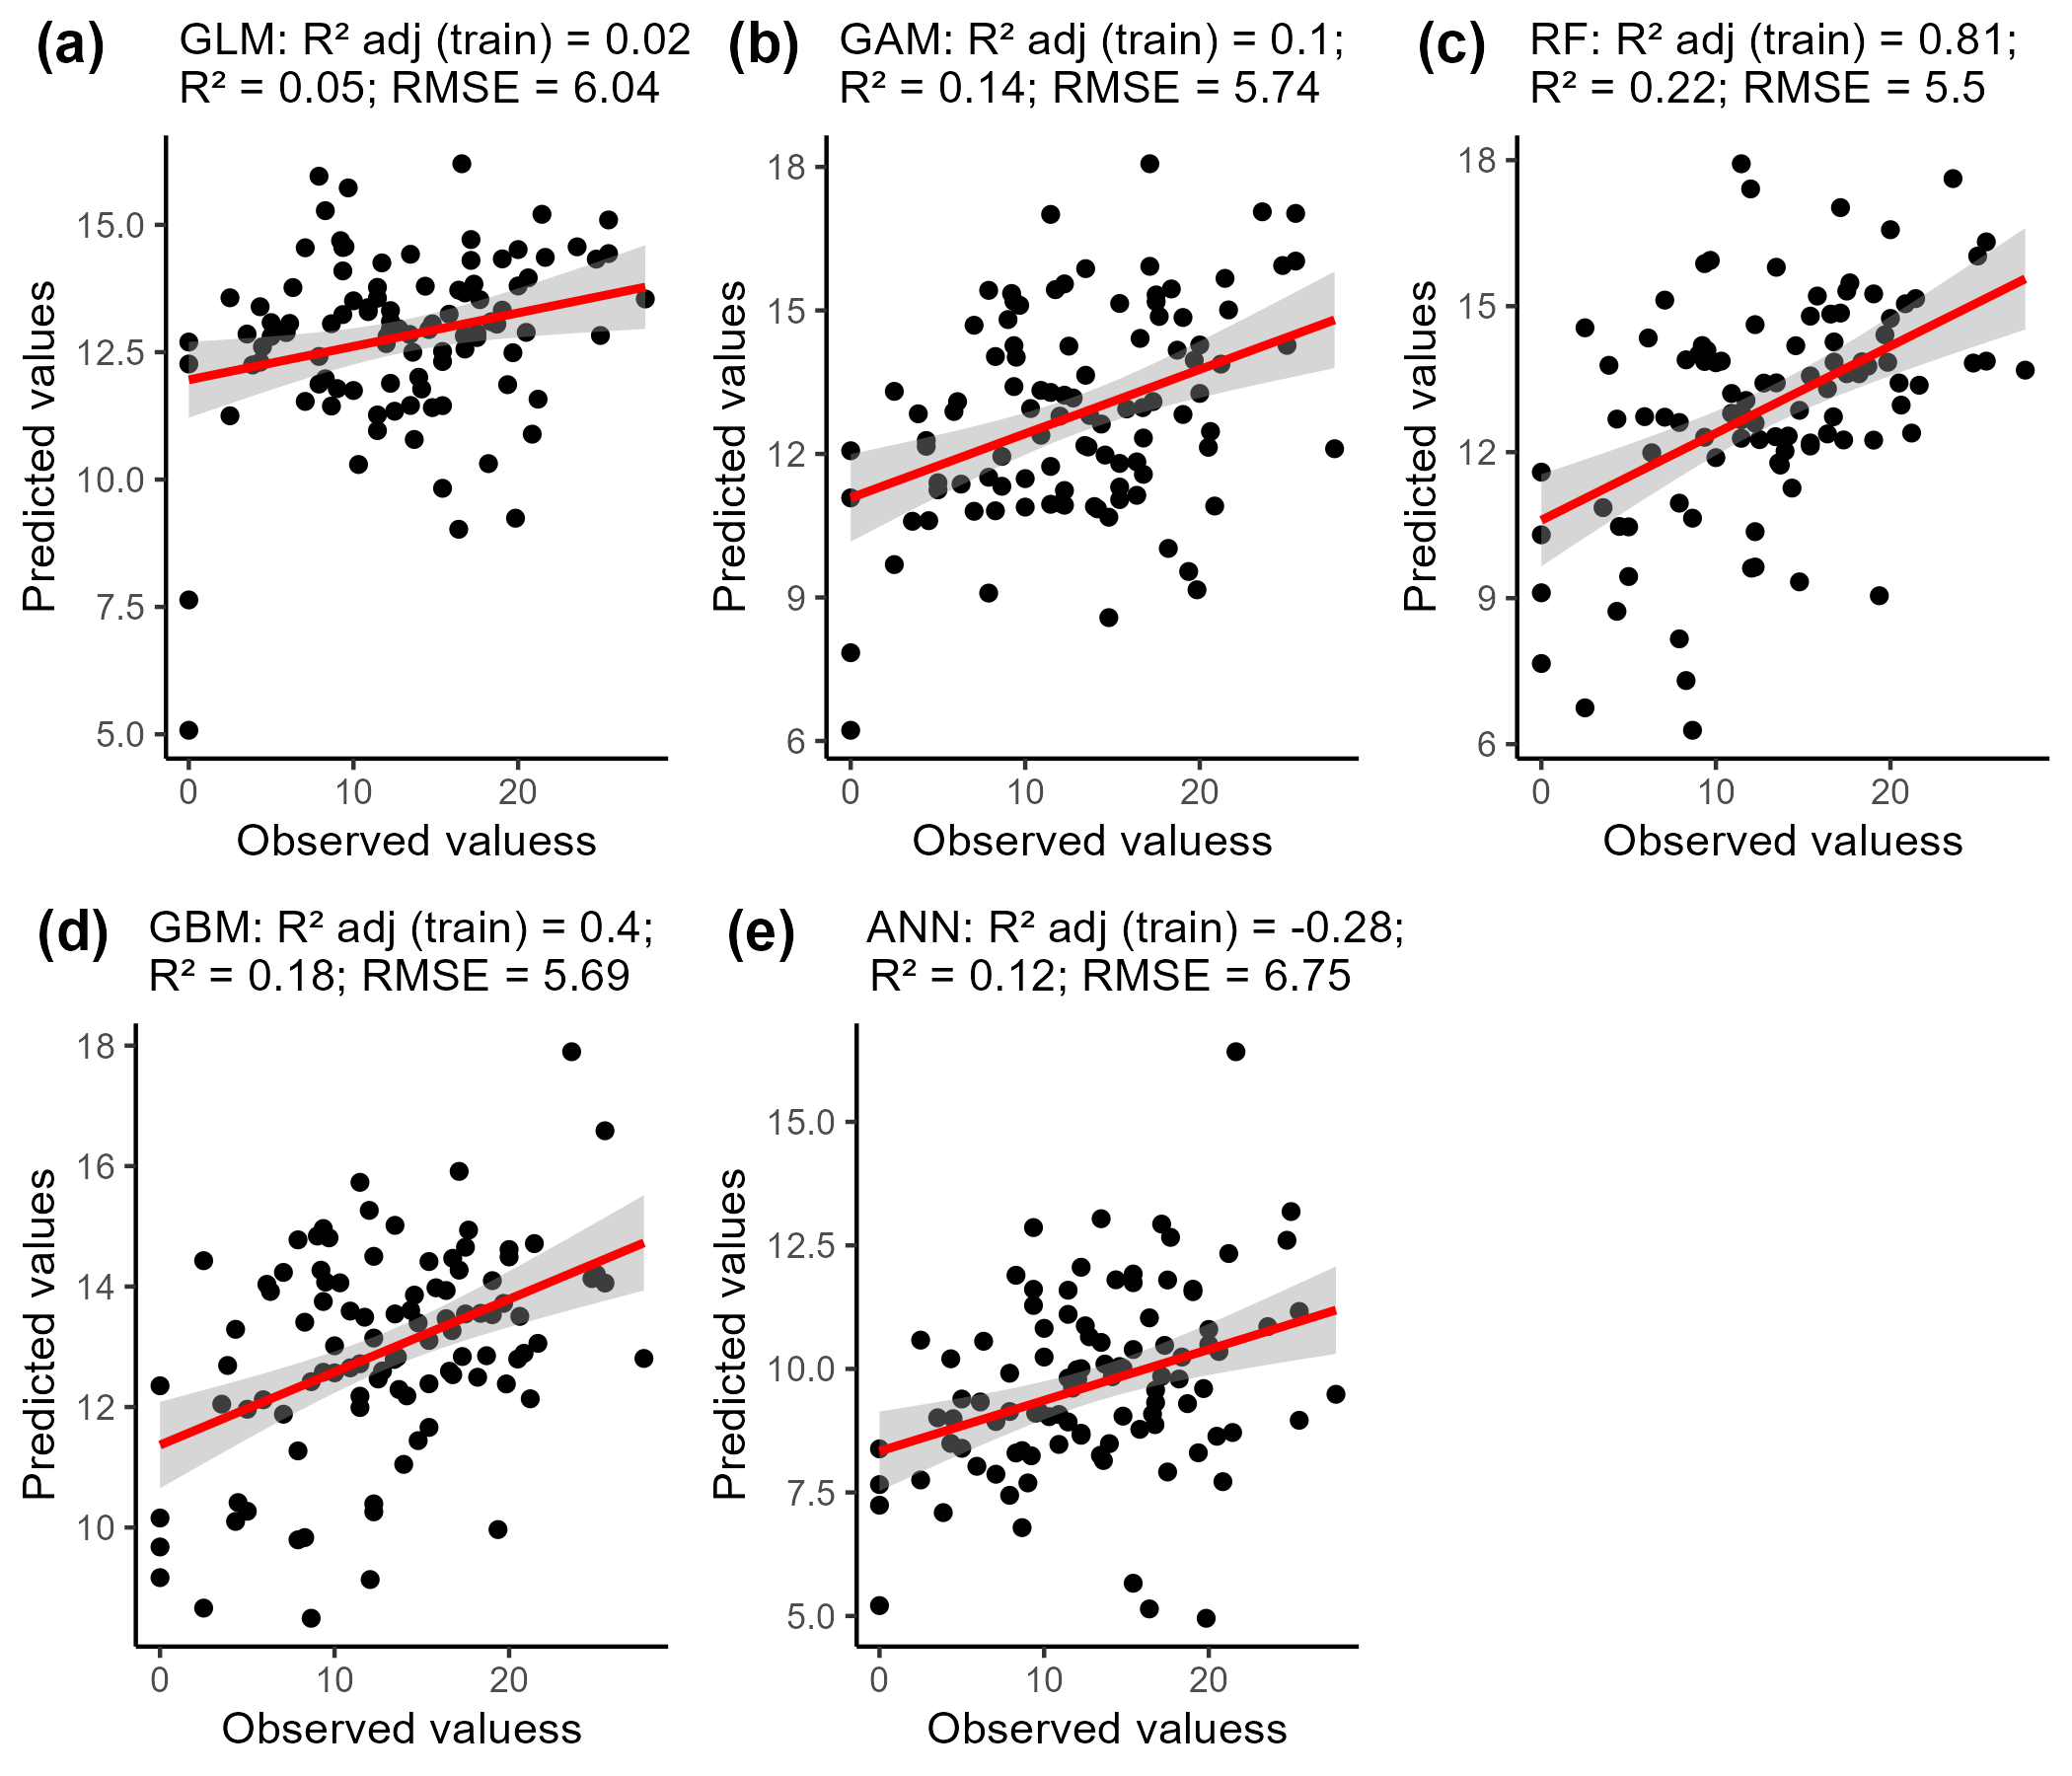 (a) GLM: R² adj (train) = 0.02
R² = 0.05; RMSE = 6.04
Predicted values
15.0
12.5
10.0
7.5
5.0
0 10 20
Observed valuess
(b) GAM: R² adj (train) = 0.1;
R² = 0.14; RMSE = 5.74
Predicted values
18
15
12
9
6
0 10 20
Observed valuess
(c) RF: R² adj (train) = 0.81;
R² = 0.22; RMSE = 5.5
Predicted values
18
15
12
9
6
0 10 20
Observed valuess
(d) GBM: R² adj (train) = 0.4;
R² = 0.18; RMSE = 5.69
Predicted values
18
16
14
12
10
0 10 20
Observed valuess
(e) ANN: R² adj (train) = -0.28;
R² = 0.12; RMSE = 6.75
Predicted values
15.0
12.5
10.0
7.5
5.0
0 10 20
Observed valuess